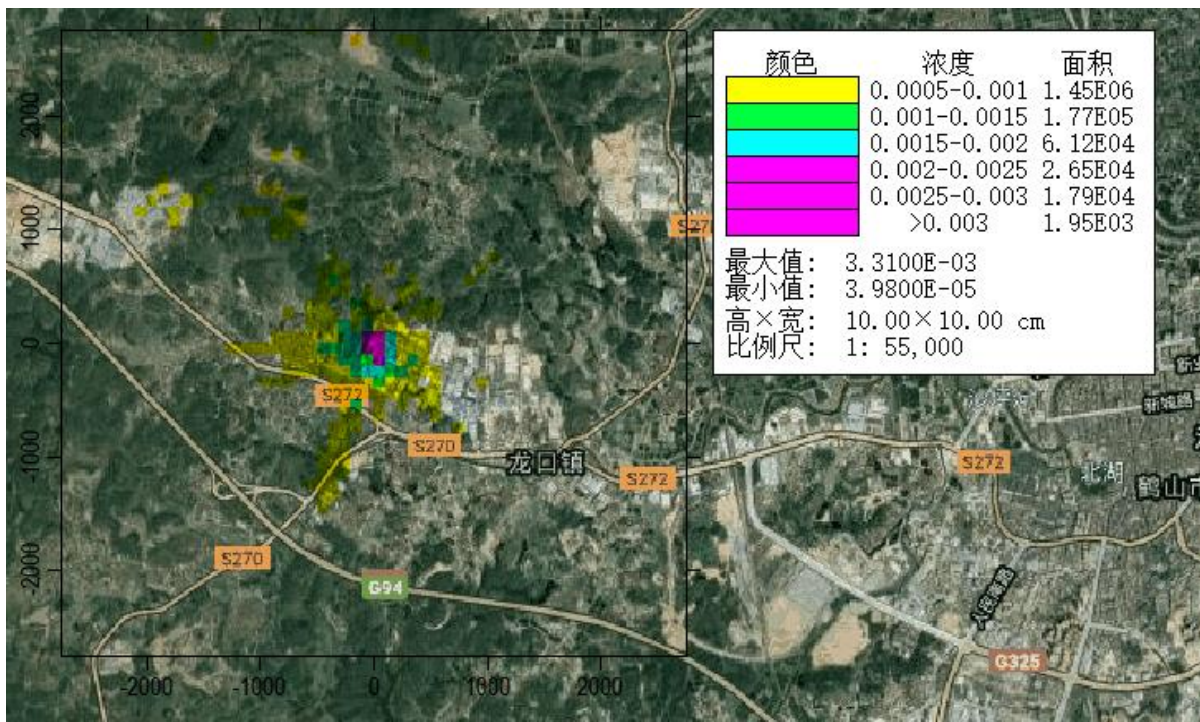 颜色 浓度 面积
0.0005-0.001 1.45E06
0.001-0.0015 1.77E05
0.0015-0.002 6.12E04
0.002-0.0025 2.65E04
0.0025-0.003 1.79E04
>0.003 1.95E03
最大值: 3.3100E-03
最小值: 3.9800E-05
高×宽: 10.00×10.00 cm
比例尺: 1: 55,000
2000
1000
0
-1000
-2000
S272
S270
龙口镇
S272
S272
北湖
鹤山市
S270
G94
G325
-2000 -1000 0 1000 2000